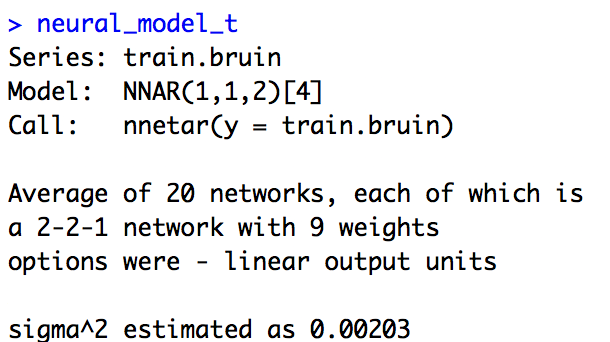 > neural_model_t
Series: train.bruin
Model:  NNAR(1,1,2)[4]
Call:   nnetar(y = train.bruin)

Average of 20 networks, each of which is
a 2-2-1 network with 9 weights
options were - linear output units

sigma^2 estimated as 0.00203